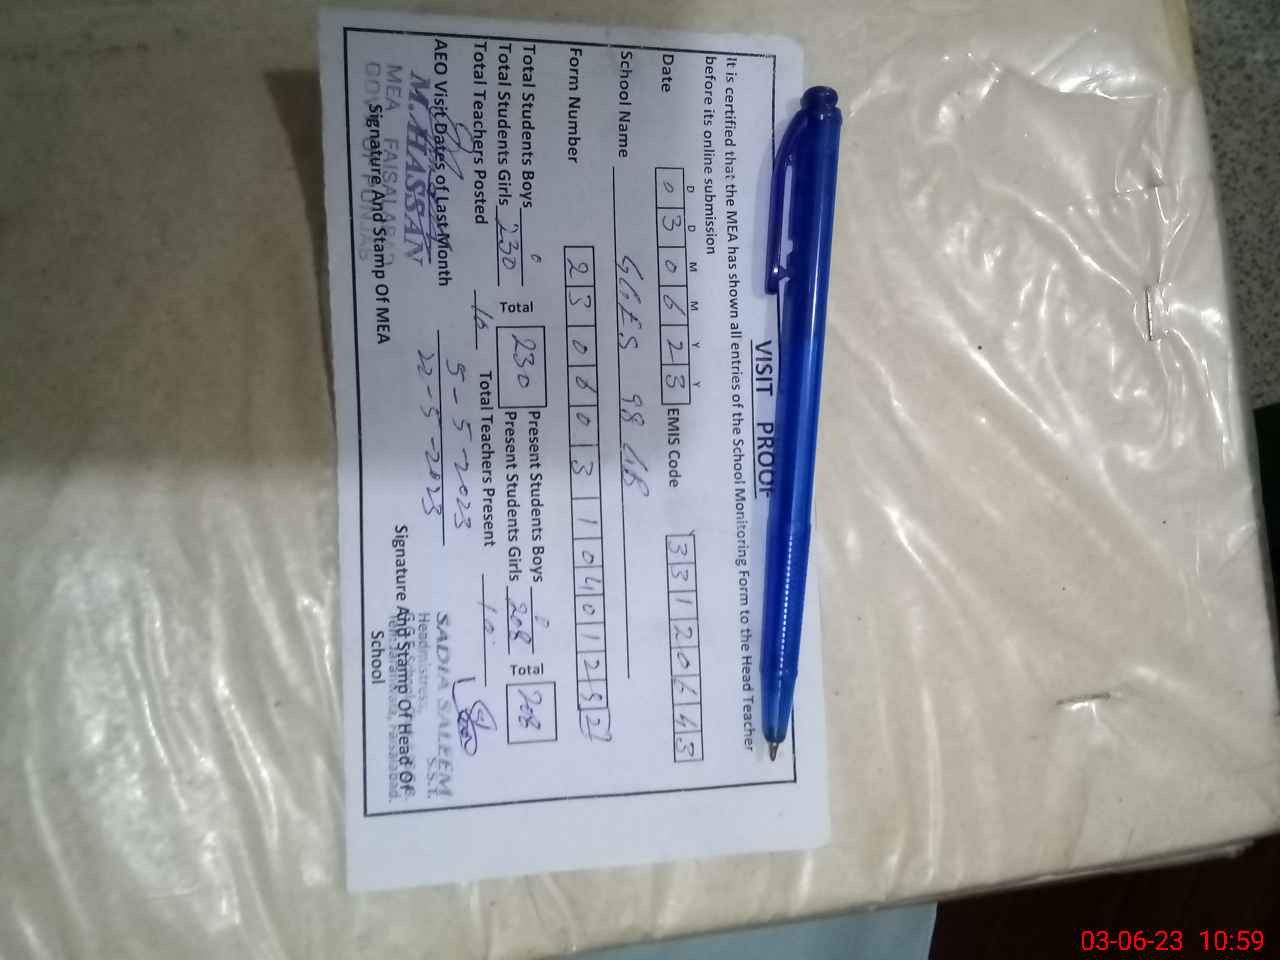 VISIT PROOF
It is certified that the MEA has shown all entries of the School Monitoring Form to the Head Teacher
before its online submission
D D M M Y Y
Date 0 3 0 6 2 3 EMIS Code 3 3 1 2 0 6 4 3
School Name GGES 98 GB
Form Number 2 3 0 6 0 3 1 0 4 0 1 2 5 2
Total Students Boys 0 Present Students Boys
Total Students Girls 230 Total 230 Present Students Girls 208 Total 208
Total Teachers Posted 10 Total Teachers Present 10
AEO Visit Dates of Last Month 5-5-2023
22-5-2023
M. HASSAN
MEA FAISALABAD
Signature And Stamp Of MEA
SADIA SALEEM
S.S.T.
Headmistress,
Signature And Stamp Of Head Of
School
03-06-23 10:59